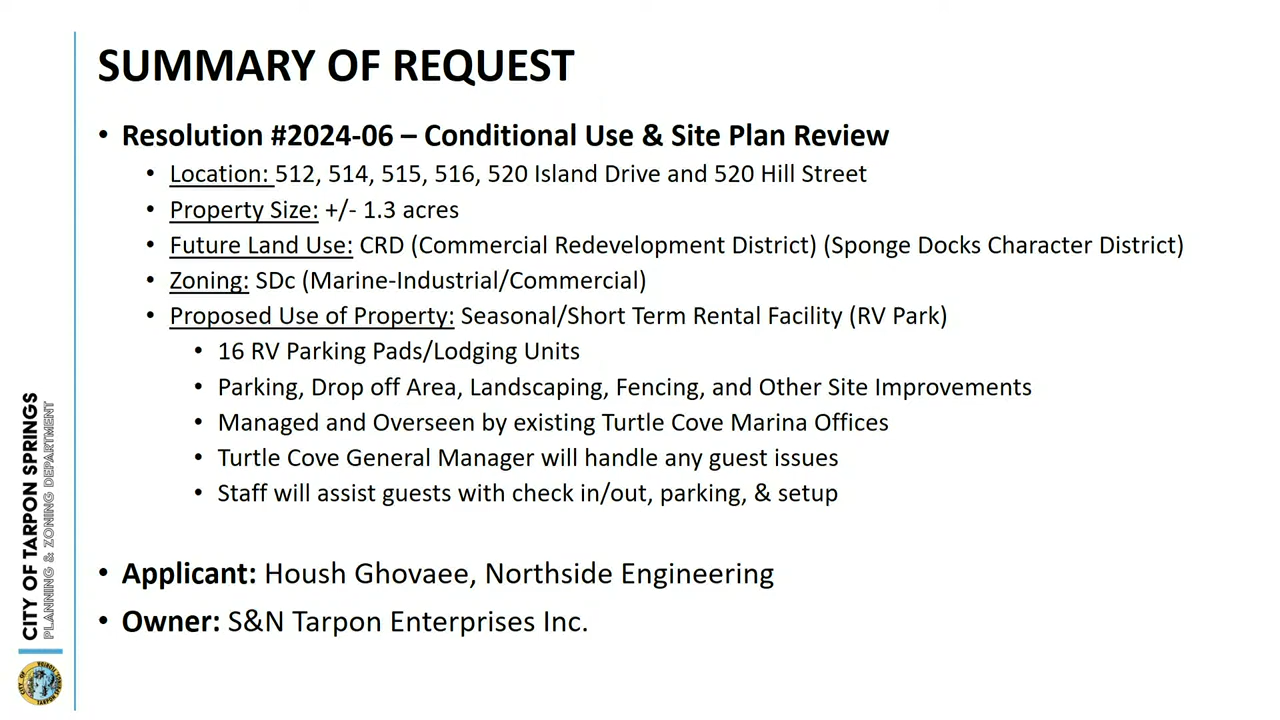 SUMMARY OF REQUEST
• Resolution #2024-06 – Conditional Use & Site Plan Review
• Location: 512, 514, 515, 516, 520 Island Drive and 520 Hill Street
• Property Size: +/- 1.3 acres
• Future Land Use: CRD (Commercial Redevelopment District) (Sponge Docks Character District)
• Zoning: SDc (Marine-Industrial/Commercial)
• Proposed Use of Property: Seasonal/Short Term Rental Facility (RV Park)
• 16 RV Parking Pads/Lodging Units
• Parking, Drop off Area, Landscaping, Fencing, and Other Site Improvements
• Managed and Overseen by existing Turtle Cove Marina Offices
• Turtle Cove General Manager will handle any guest issues
• Staff will assist guests with check in/out, parking, & setup
• Applicant: Housh Ghovaee, Northside Engineering
• Owner: S&N Tarpon Enterprises Inc.
CITY OF TARPON SPRINGS
PLANNING & ZONING DEPARTMENT